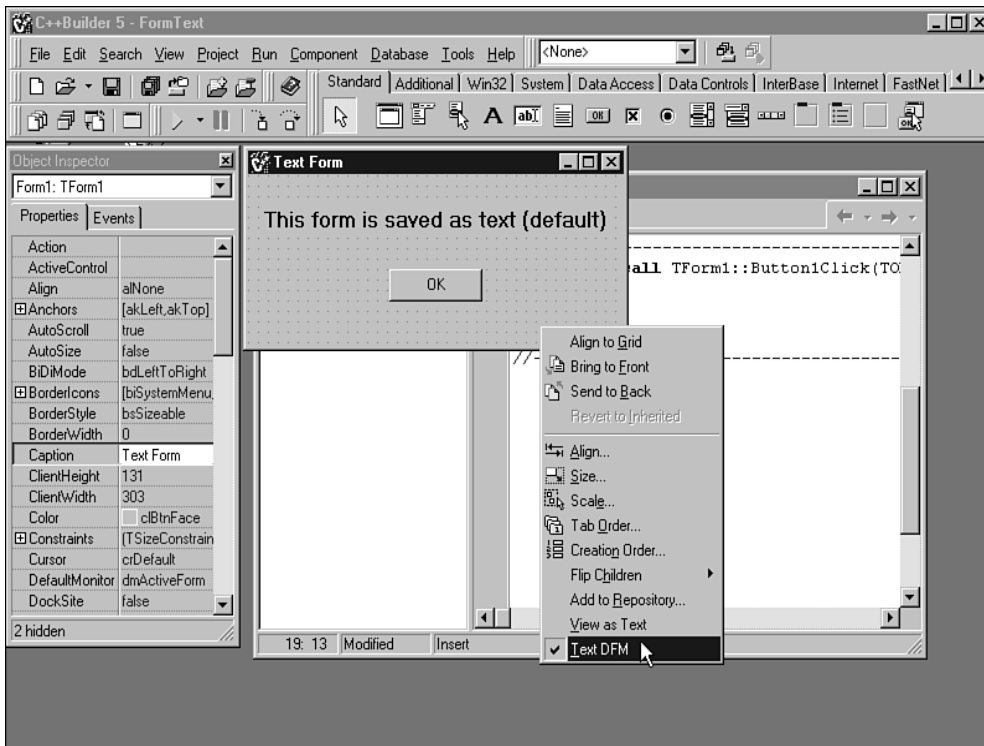 C++Builder 5 - FormText
File Edit Search View Project Run Component Database Tools Help <None>
Standard Additional Win32 System Data Access Data Controls InterBase Internet FastNet
Object Inspector
Form1: TForm1
Properties Events
Action
ActiveControl
Align alNone
Anchors [akLeft,akTop]
AutoScroll true
AutoSize false
BiDiMode bdLeftToRight
BorderIcons [biSystemMenu,
BorderStyle bsSizeable
BorderWidth 0
Caption Text Form
ClientHeight 131
ClientWidth 303
Color clBtnFace
Constraints (TSizeConstrain
Cursor crDefault
DefaultMonitor dmActiveForm
DockSite false
2 hidden
Text Form
This form is saved as text (default)
OK
all TForm1::Button1Click(TO
//-
Align to Grid
Bring to Front
Send to Back
Revert to Inherited
Align...
Size...
Scale...
Tab Order...
Creation Order...
Flip Children
Add to Repository...
View as Text
Text DFM
19: 13 Modified Insert